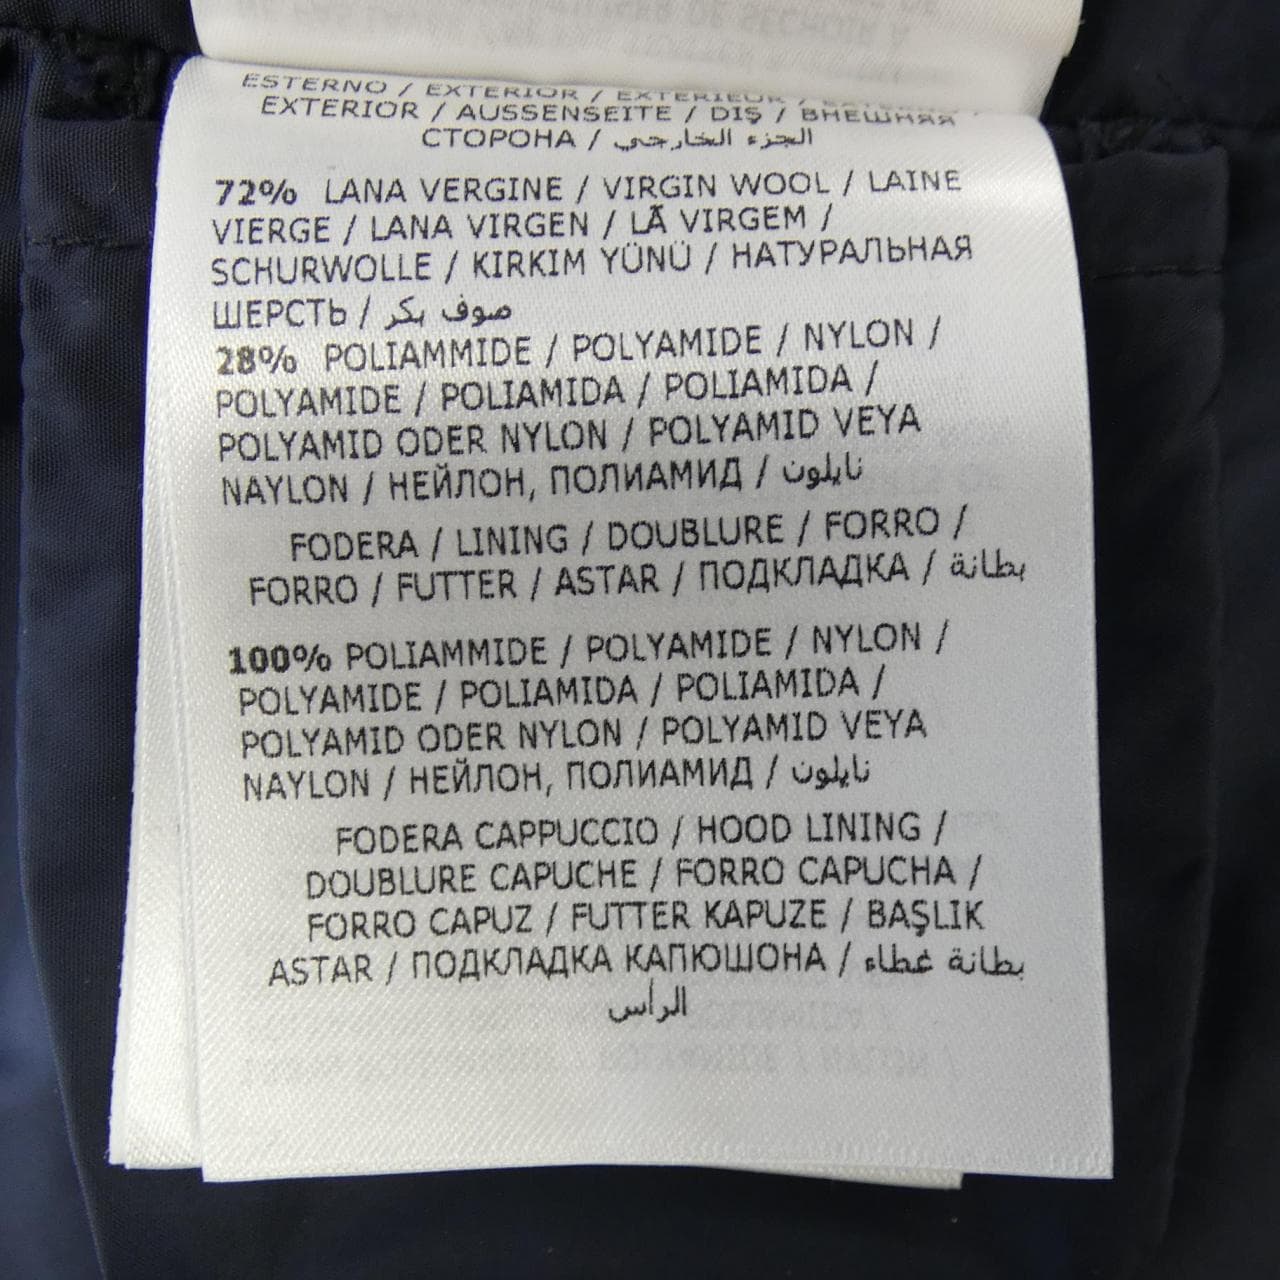 ESTERNO / EXTERIOR / EXTERIEUR /
EXTERIOR / AUSSENSEITE / DIŞ / ВНЕШНЯЯ
СТОРОНА / الجزء الخارجي
72% LANA VERGINE / VIRGIN WOOL / LAINE
VIERGE / LANA VIRGEN / LÃ VIRGEM /
SCHURWOLLE / KIRKIM YÜNÜ / НАТУРАЛЬНАЯ
ШЕРСТЬ / صوف بكر
28% POLIAMMIDE / POLYAMIDE / NYLON /
POLYAMIDE / POLIAMIDA / POLIAMIDA /
POLYAMID ODER NYLON / POLYAMID VEYA
NAYLON / НЕЙЛОН, ПОЛИАМИД / نايلون
FODERA / LINING / DOUBLURE / FORRO /
FORRO / FUTTER / ASTAR / ПОДКЛАДКА / بطانة
100% POLIAMMIDE / POLYAMIDE / NYLON /
POLYAMIDE / POLIAMIDA / POLIAMIDA /
POLYAMID ODER NYLON / POLYAMID VEYA
NAYLON / НЕЙЛОН, ПОЛИАМИД / نايلون
FODERA CAPPUCCIO / HOOD LINING /
DOUBLURE CAPUCHE / FORRO CAPUCHA /
FORRO CAPUZ / FUTTER KAPUZE / BAŞLIK
ASTAR / ПОДКЛАДКА КАПЮШОНА / بطانة غطاء
الرأس